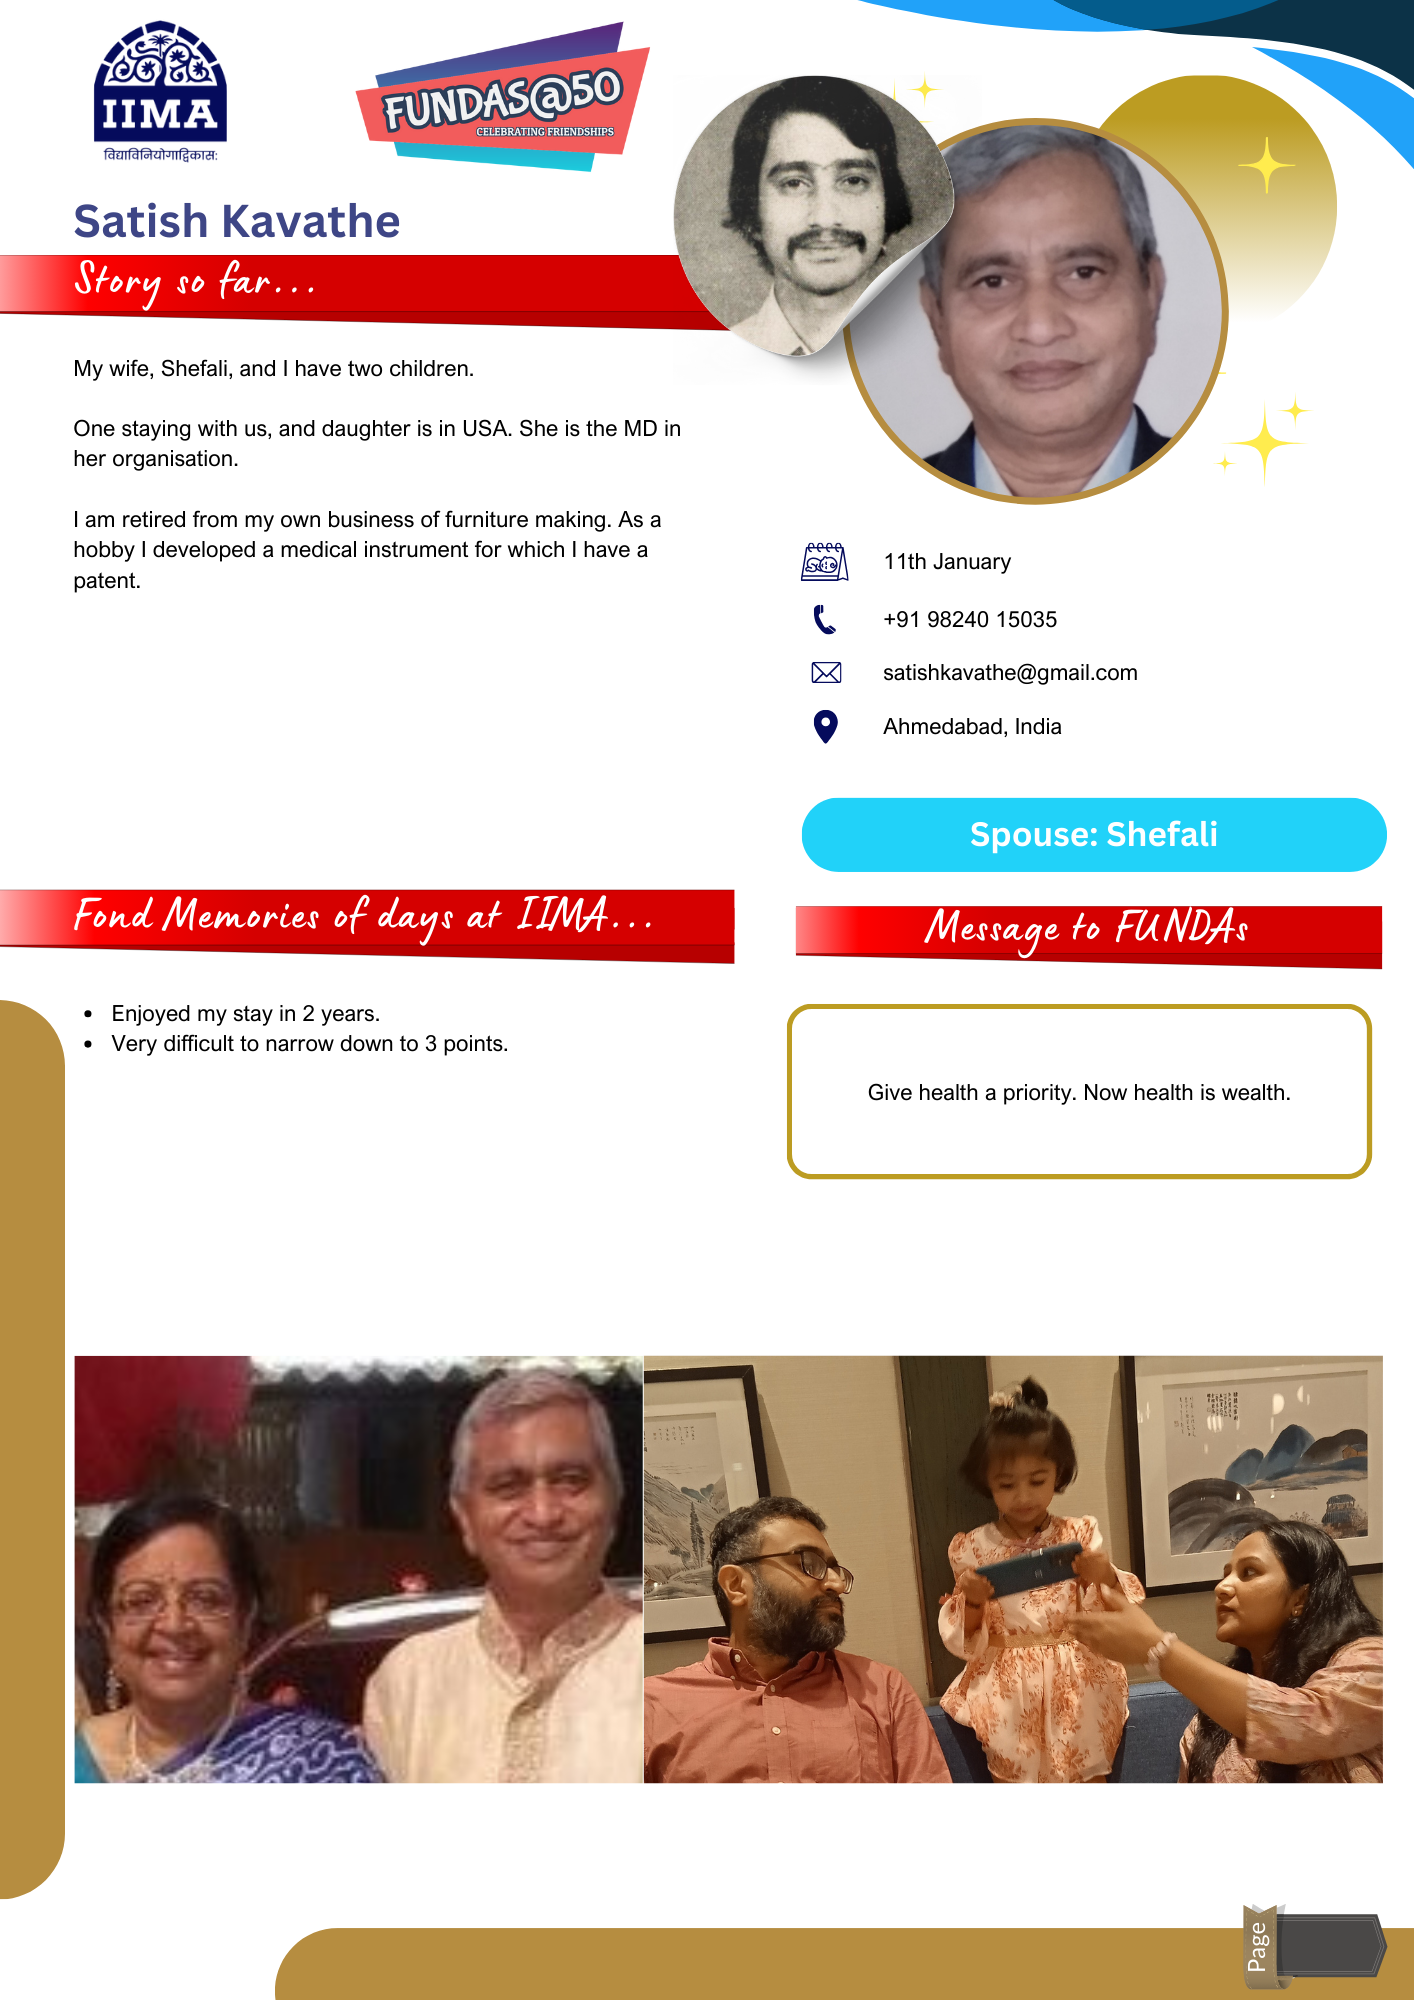 IIMA
विद्याविनियोगाद्विकासः
FUNDAS@50
CELEBRATING FRIENDSHIPS
Satish Kavathe
Story so far...
My wife, Shefali, and I have two children.
One staying with us, and daughter is in USA. She is the MD in
her organisation.
I am retired from my own business of furniture making. As a
hobby I developed a medical instrument for which I have a
patent.
11th January
+91 98240 15035
satishkavathe@gmail.com
Ahmedabad, India
Spouse: Shefali
Fond Memories of days at IIMA...
Enjoyed my stay in 2 years.
Very difficult to narrow down to 3 points.
Message to FUNDAs
Give health a priority. Now health is wealth.
Page